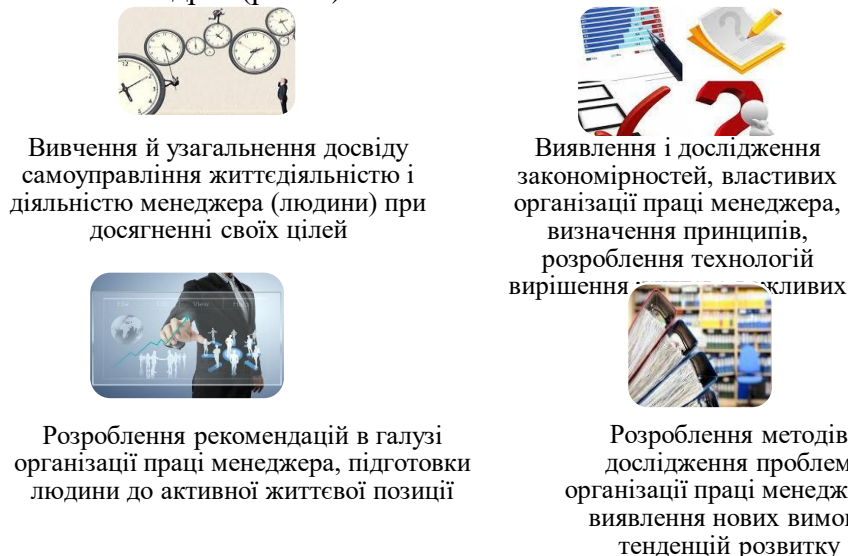 Вивчення й узагальнення досвіду
самоуправління життєдіяльністю і
діяльністю менеджера (людини) при
досягненні своїх цілей
Виявлення і дослідження
закономірностей, властивих
організації праці менеджера,
визначення принципів,
розроблення технологій
вирішення
Розроблення рекомендацій в галузі
організації праці менеджера, підготовки
людини до активної життєвої позиції
Розроблення методів
дослідження проблем
організації праці
виявлення нових
тенденцій розвитку